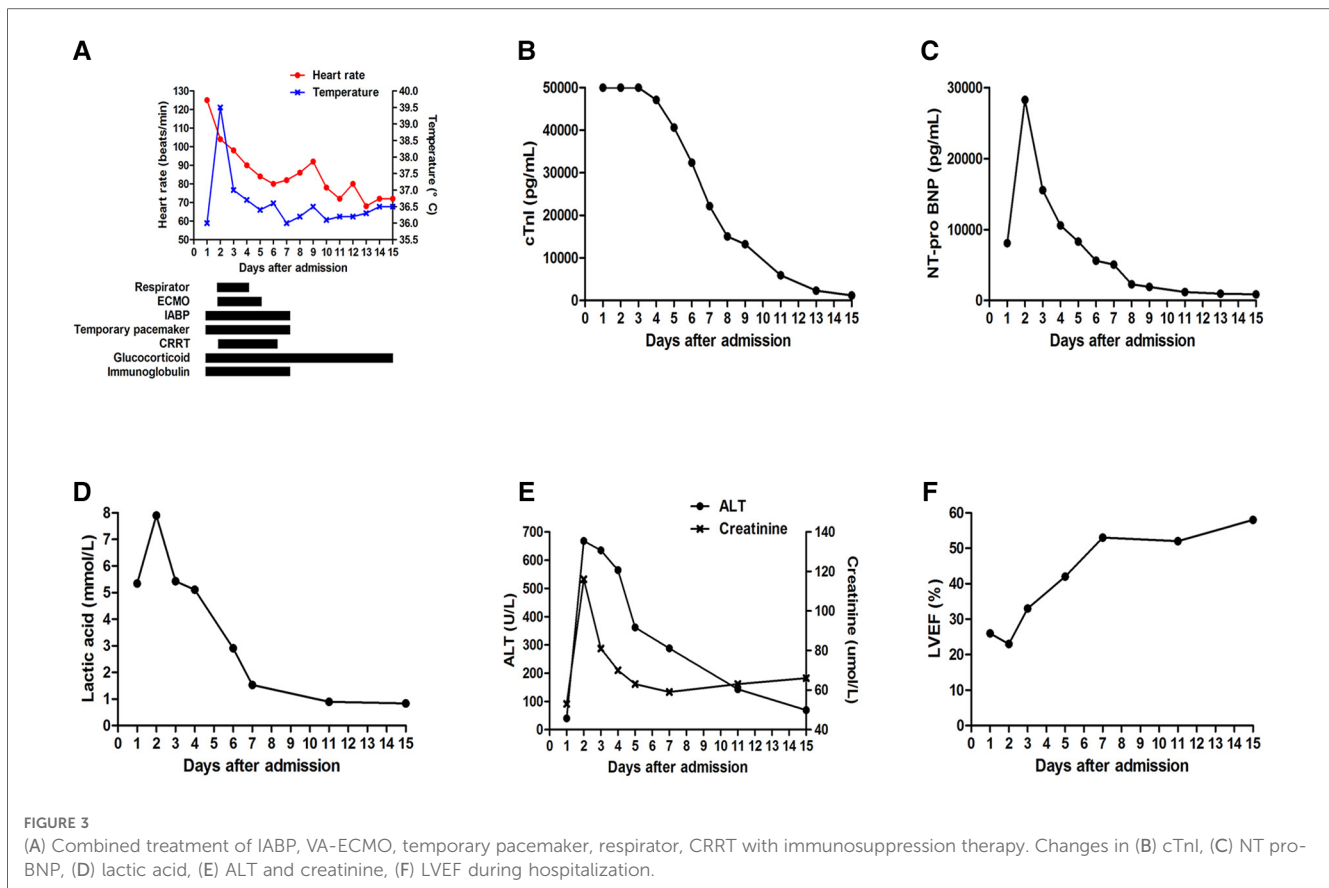 A
Heart rate
Temperature
Heart rate (beats/min)
130
120
110
100
90
80
70
60
50
Temperature (° C)
40.0
39.5
39.0
38.5
38.0
37.5
37.0
36.5
36.0
35.5
0 1 2 3 4 5 6 7 8 9 10 11 12 13 14 15
Days after admission
Respirator
ECMO
IABP
Temporary pacemaker
CRRT
Glucocorticoid
Immunoglobulin
B
cTnI (pg/mL)
50000
40000
30000
20000
10000
0
0 1 2 3 4 5 6 7 8 9 10 11 12 13 14 15
Days after admission
C
NT-pro BNP (pg/mL)
30000
20000
10000
0
0 1 2 3 4 5 6 7 8 9 10 11 12 13 14 15
Days after admission
D
Lactic acid (mmol/L)
8
7
6
5
4
3
2
1
0
0 1 2 3 4 5 6 7 8 9 10 11 12 13 14 15
Days after admission
E
ALT
Creatinine
ALT (U/L)
700
600
500
400
300
200
100
0
Creatinine (umol/L)
140
120
100
80
60
40
0 1 2 3 4 5 6 7 8 9 10 11 12 13 14 15
Days after admission
F
LVEF (%)
60
50
40
30
20
10
0
0 1 2 3 4 5 6 7 8 9 10 11 12 13 14 15
Days after admission
FIGURE 3
(A) Combined treatment of IABP, VA-ECMO, temporary pacemaker, respirator, CRRT with immunosuppression therapy. Changes in (B) cTnI, (C) NT pro-
BNP, (D) lactic acid, (E) ALT and creatinine, (F) LVEF during hospitalization.